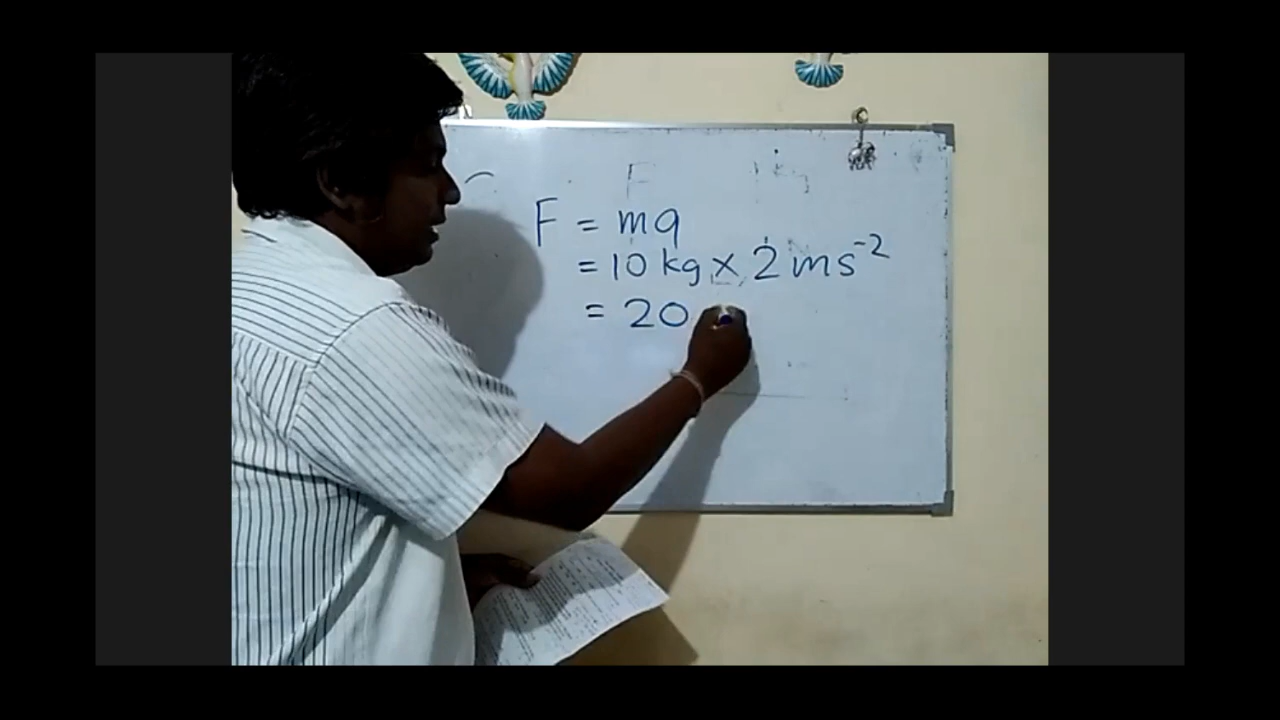 F = ma
= 10 kg × 2 ms⁻²
= 20